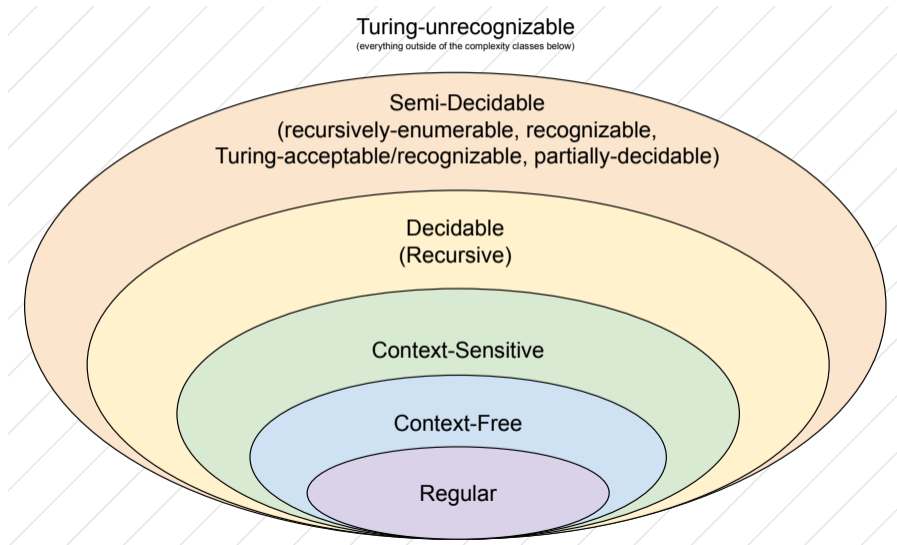 Turing-unrecognizable
(everything outside of the complexity classes below)
Semi-Decidable
(recursively-enumerable, recognizable,
Turing-acceptable/recognizable, partially-decidable)
Decidable
(Recursive)
Context-Sensitive
Context-Free
Regular